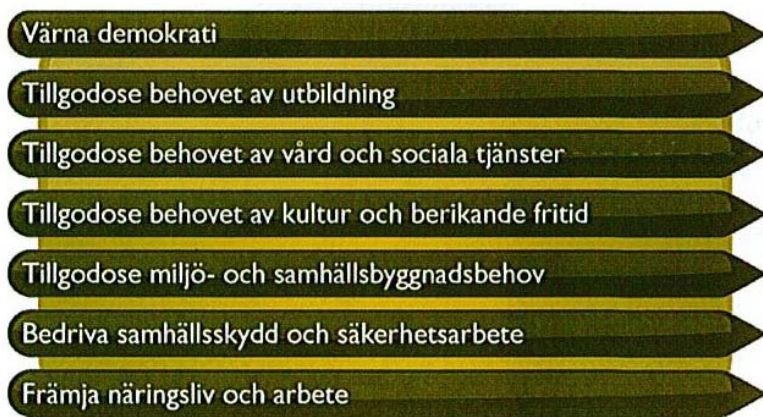 Värna demokrati
Tillgodose behovet av utbildning
Tillgodose behovet av vård och sociala tjänster
Tillgodose behovet av kultur och berikande fritid
Tillgodose miljö- och samhällsbyggnadsbehov
Bedriva samhällsskydd och säkerhetsarbete
Främja näringsliv och arbete